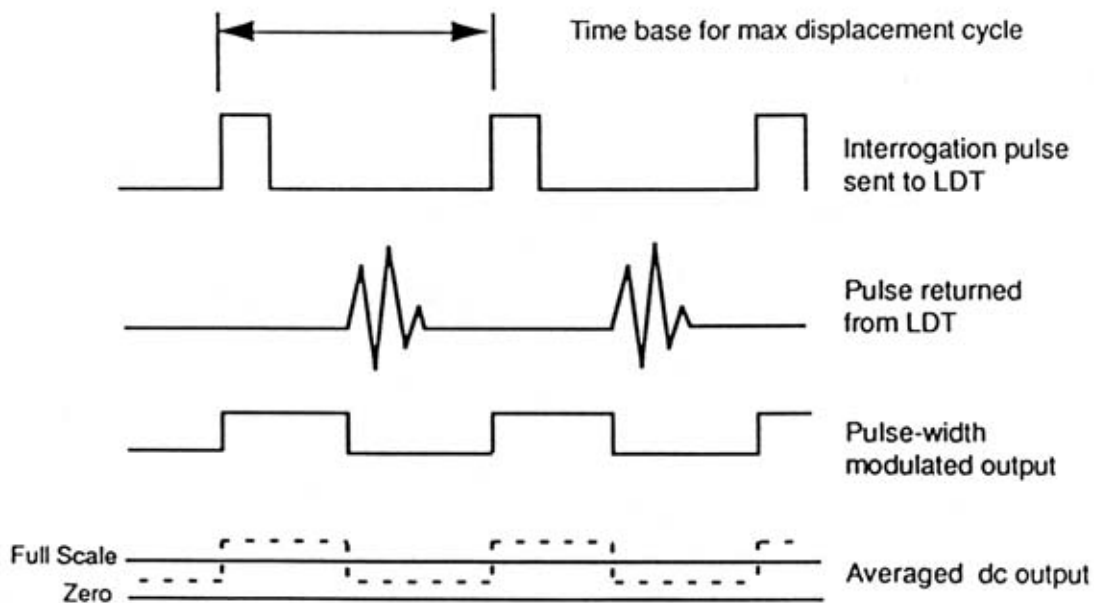 Time base for max displacement cycle
Interrogation pulse
sent to LDT
Pulse returned
from LDT
Pulse-width
modulated output
Full Scale
Averaged dc output
Zero